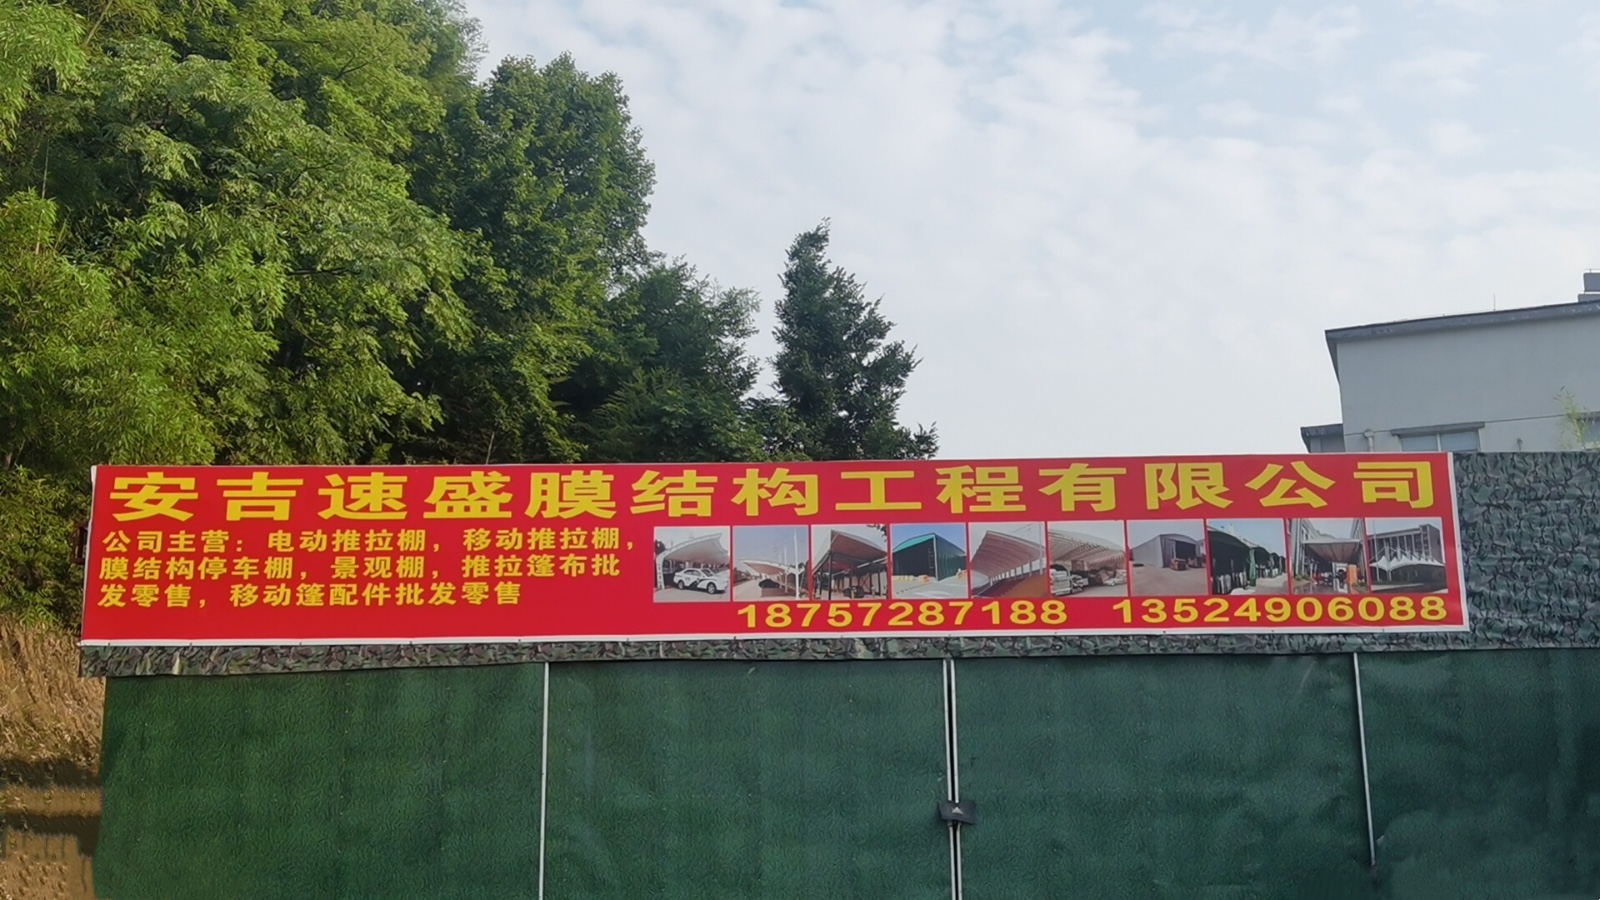 安吉速盛膜结构工程有限公司
公司主营：电动推拉棚，移动推拉棚，
膜结构停车棚，景观棚，推拉篷布批
发零售，移动篷配件批发零售
18757287188 13524906088